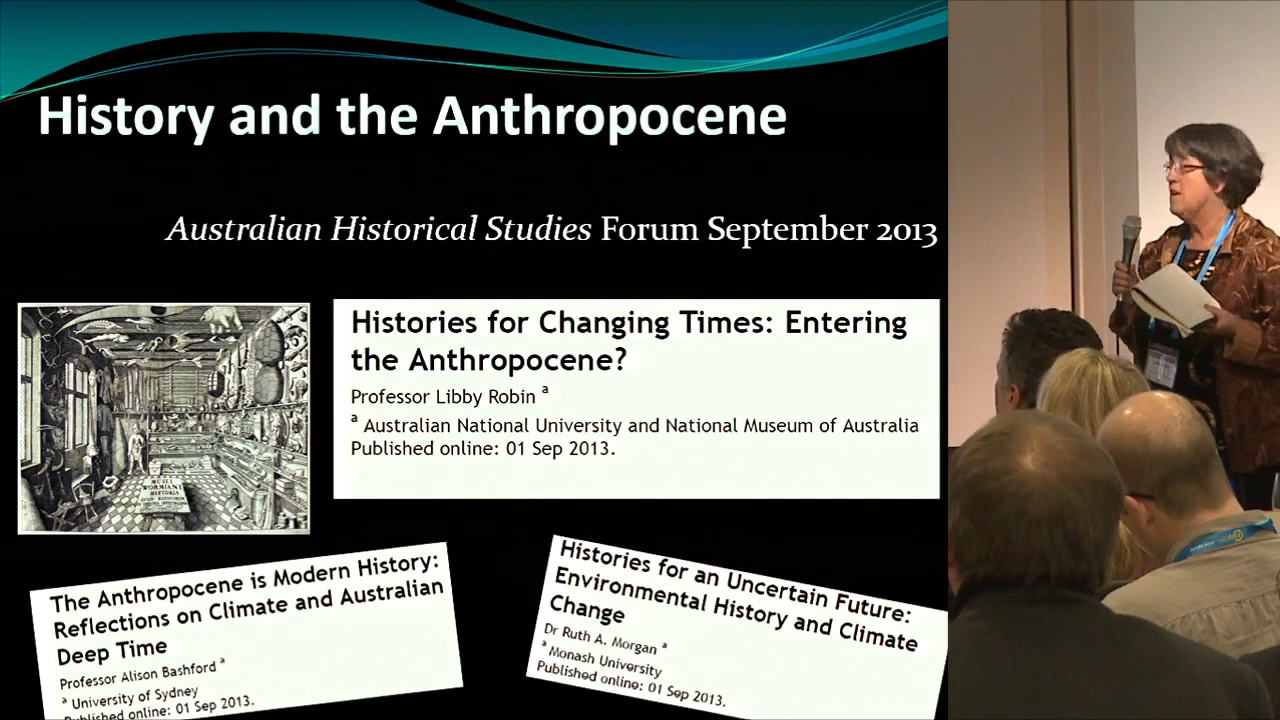 History and the Anthropocene
Australian Historical Studies Forum September 2013
Histories for Changing Times: Entering
the Anthropocene?
Professor Libby Robin a
a Australian National University and National Museum of Australia
Published online: 01 Sep 2013.
MUSEI
WORMIANI
HISTORIA
The Anthropocene is Modern History:
Reflections on Climate and Australian
Deep Time
Professor Alison Bashford a
a University of Sydney
Published online: 01 Sep 2013.
Histories for an Uncertain Future:
Environmental History and Climate
Change
Dr Ruth A. Morgan a
a Monash University
Published online: 01 Sep 2013.